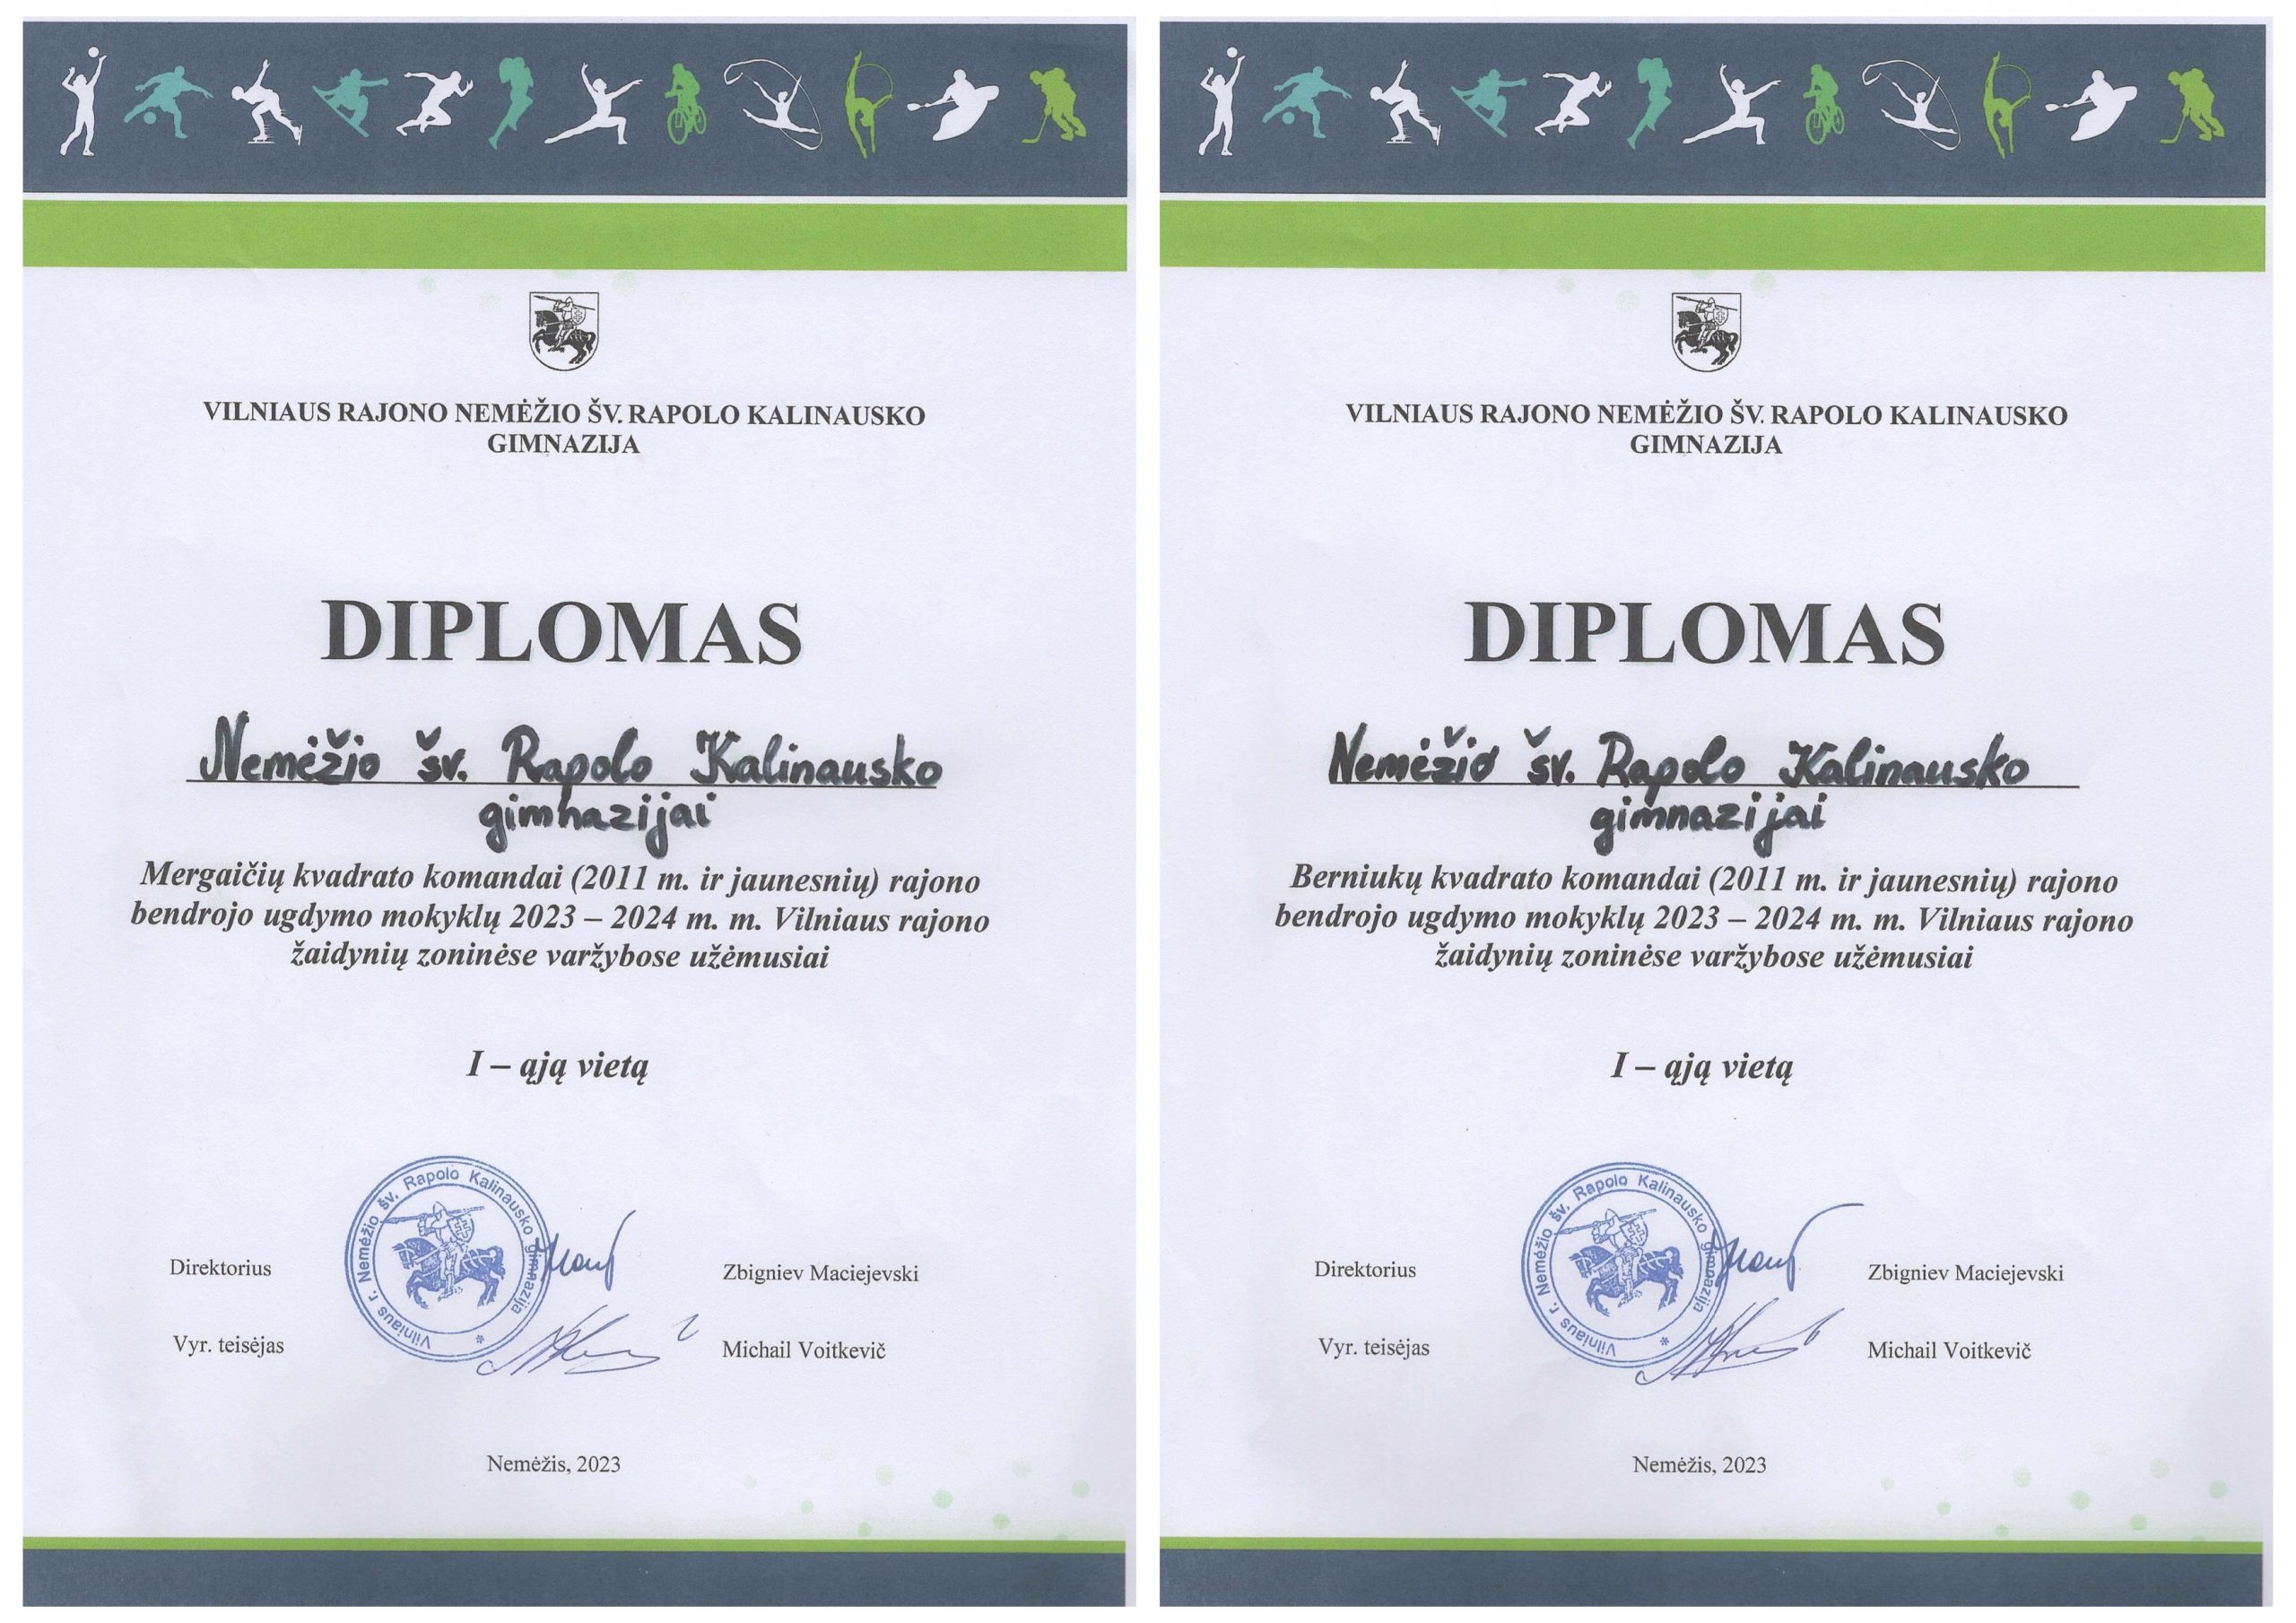 VILNIAUS RAJONO NEMĖŽIO ŠV. RAPOLO KALINAUSKO
GIMNAZIJA
DIPLOMAS
Nemėžio šv. Rapolo Kalinausko
gimnazijai
Mergaičių kvadrato komandai (2011 m. ir jaunesnių) rajono
bendrojo ugdymo mokyklų 2023 – 2024 m. m. Vilniaus rajono
žaidynių zoninėse varžybose užėmusiai
I – ąją vietą
Vilniaus r. Nemėžio šv. Rapolo Kalinausko gimnazija *
Direktorius Zbigniev Maciejevski
Vyr. teisėjas Michail Voitkevič
Nemėžis, 2023
VILNIAUS RAJONO NEMĖŽIO ŠV. RAPOLO KALINAUSKO
GIMNAZIJA
DIPLOMAS
Nemėžio šv. Rapolo Kalinausko
gimnazijai
Berniukų kvadrato komandai (2011 m. ir jaunesnių) rajono
bendrojo ugdymo mokyklų 2023 – 2024 m. m. Vilniaus rajono
žaidynių zoninėse varžybose užėmusiai
I – ąją vietą
Vilniaus r. Nemėžio šv. Rapolo Kalinausko gimnazija *
Direktorius Zbigniev Maciejevski
Vyr. teisėjas Michail Voitkevič
Nemėžis, 2023